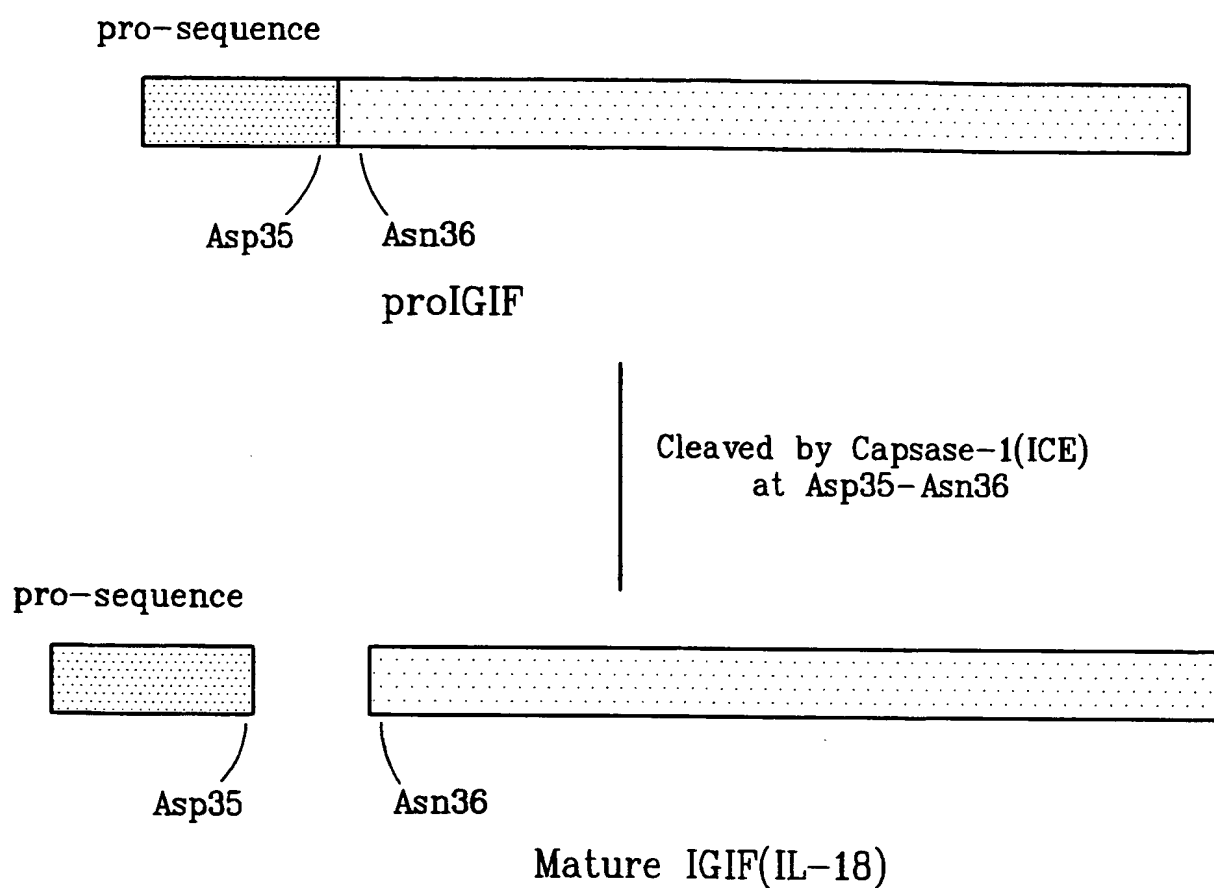 pro-sequence
Asp35
Asn36
proIGIF
Cleaved by Capsase-1(ICE)
at Asp35-Asn36
pro-sequence
Asp35
Asn36
Mature IGIF(IL-18)